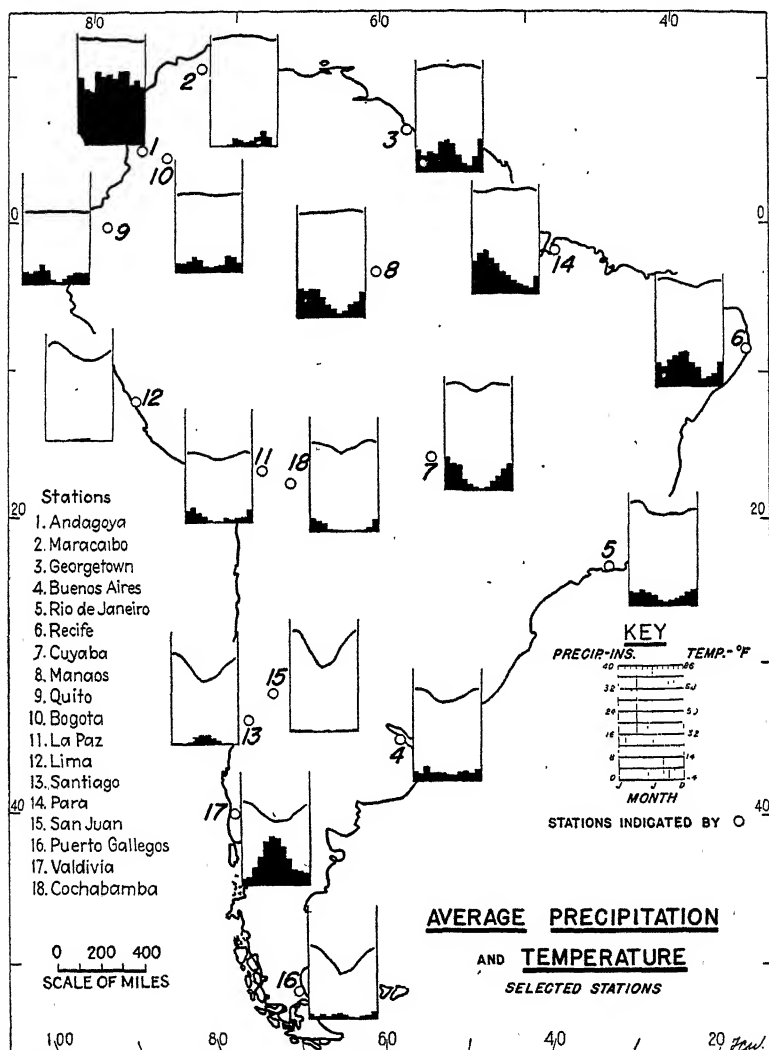 80 60 40
2
3
1
10
9
8
14
6
12
11
18
7
5
15
13
4
17
16
0 0
20 20
40 40
Stations
1. Andagoya
2. Maracaibo
3. Georgetown
4. Buenos Aires
5. Rio de Janeiro
6. Recife
7. Cuyaba
8. Manaos
9. Quito
10. Bogota
11. La Paz
12. Lima
13. Santiago
14. Para
15. San Juan
16. Puerto Gallegos
17. Valdivia
18. Cochabamba
0 200 400
SCALE OF MILES
KEY
PRECIP.-INS. TEMP.-°F
40 86
32
24 50
16 32
8 14
0 -4
J J D
MONTH
STATIONS INDICATED BY
AVERAGE PRECIPITATION
AND TEMPERATURE
SELECTED STATIONS
100 80 60 40 20